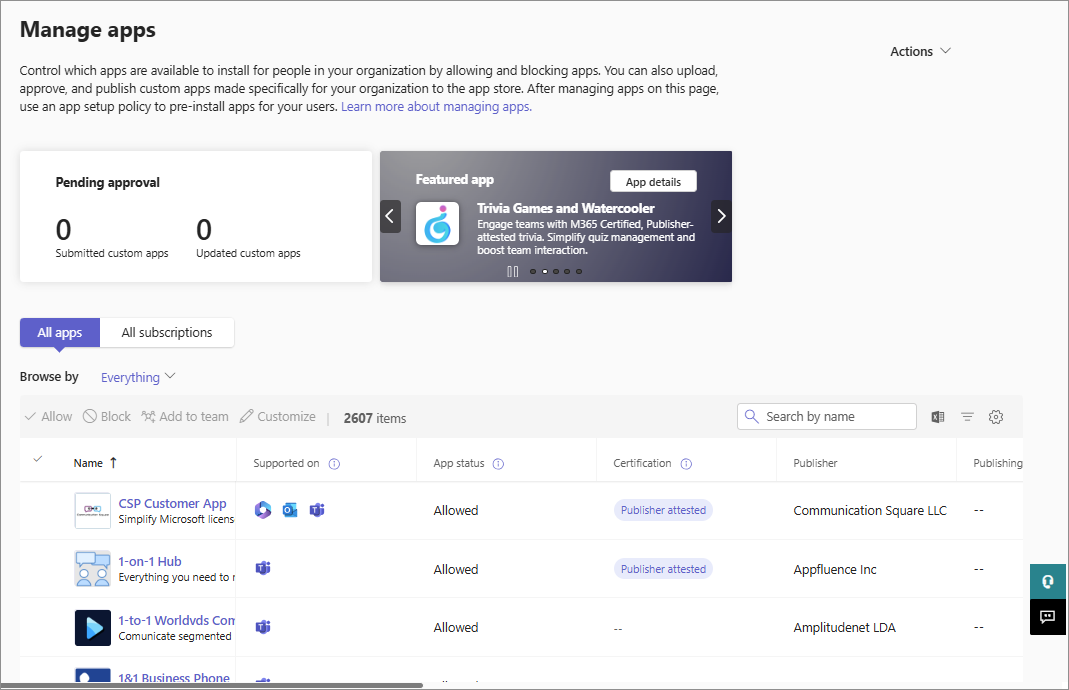 Manage apps
Actions
Control which apps are available to install for people in your organization by allowing and blocking apps. You can also upload,
approve, and publish custom apps made specifically for your organization to the app store. After managing apps on this page,
use an app setup policy to pre-install apps for your users. Learn more about managing apps.
Pending approval
0 0
Submitted custom apps Updated custom apps
Featured app
App details
Trivia Games and Watercooler
Engage teams with M365 Certified, Publisher-
attested trivia. Simplify quiz management and
boost team interaction.
All apps All subscriptions
Browse by Everything
Allow Block Add to team Customize | 2607 items Search by name
Name ↑ Supported on App status Certification Publisher Publishing
CSP Customer App
Simplify Microsoft licens
Allowed Publisher attested Communication Square LLC --
1-on-1 Hub
Everything you need to r
Allowed Publisher attested Appfluence Inc --
1-to-1 Worldvds Com
Comunicate segmented
Allowed -- Amplitudenet LDA --
1&1 Business Phone